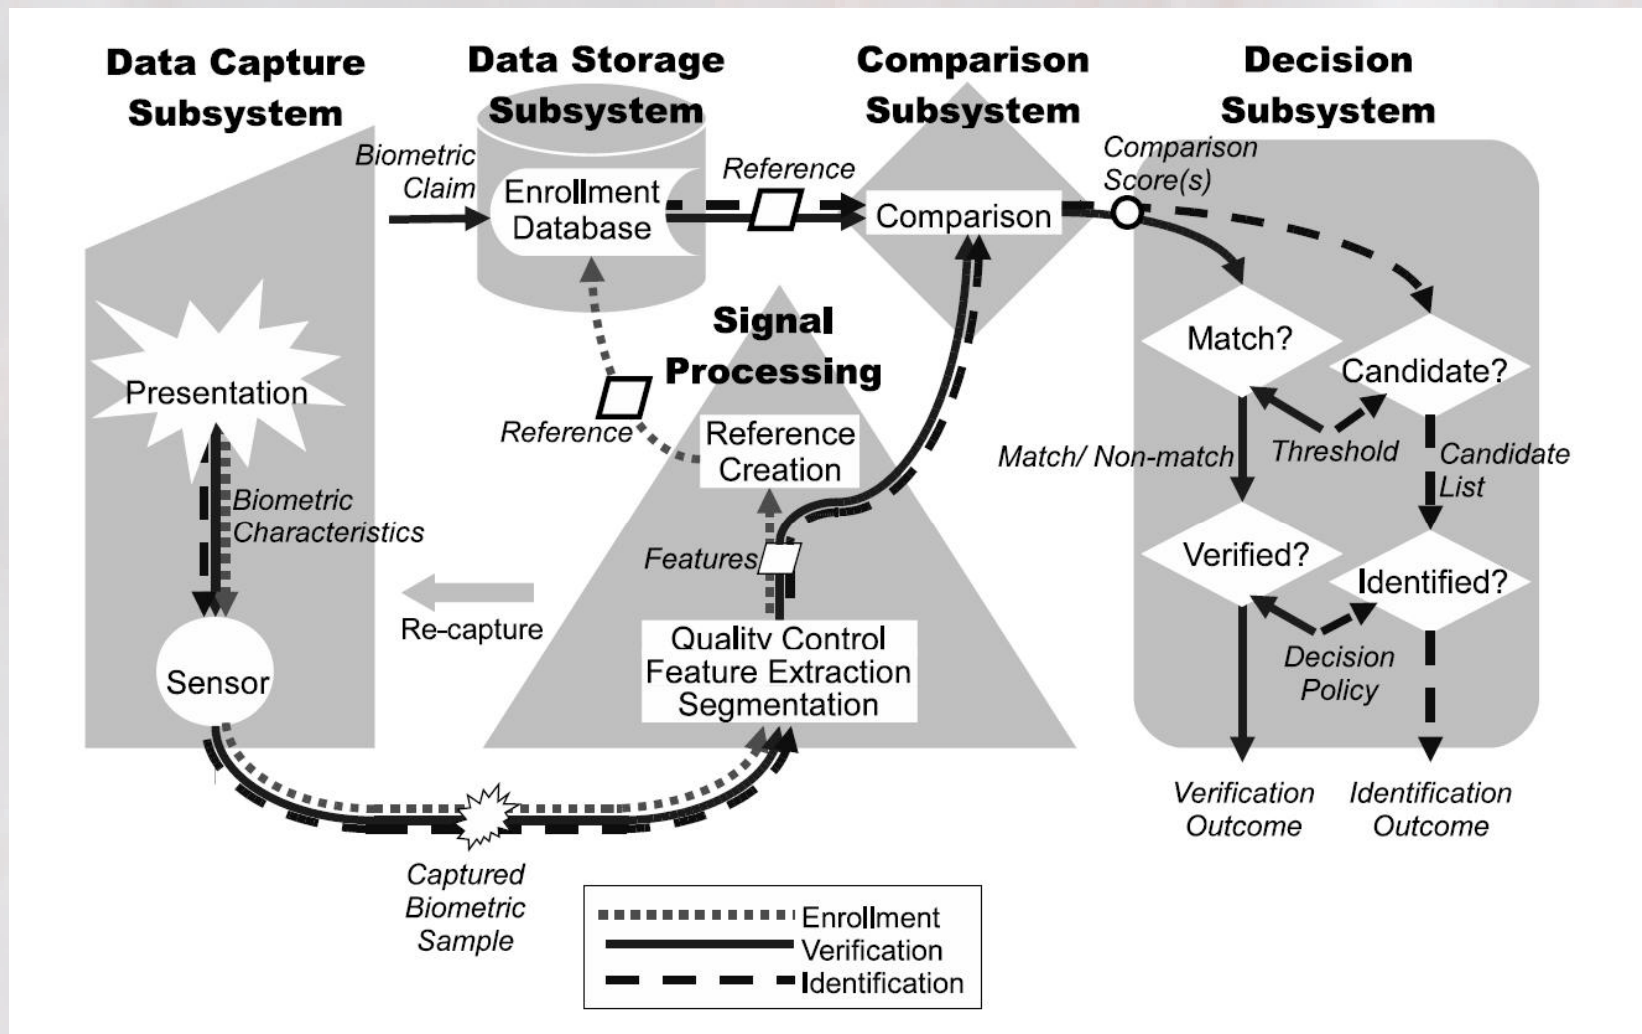 Data Capture
Subsystem
Data Storage
Subsystem
Comparison
Subsystem
Decision
Subsystem
Biometric
Claim
Enrollment
Database
Reference
Comparison
Comparison
Score(s)
Presentation
Biometric
Characteristics
Sensor
Re-capture
Captured
Biometric
Sample
Signal
Processing
Reference
Reference
Creation
Features
Quality Control
Feature Extraction
Segmentation
Match?
Candidate?
Match/ Non-match
Threshold
Candidate
List
Verified?
Identified?
Decision
Policy
Verification
Outcome
Identification
Outcome
Enrollment
Verification
Identification